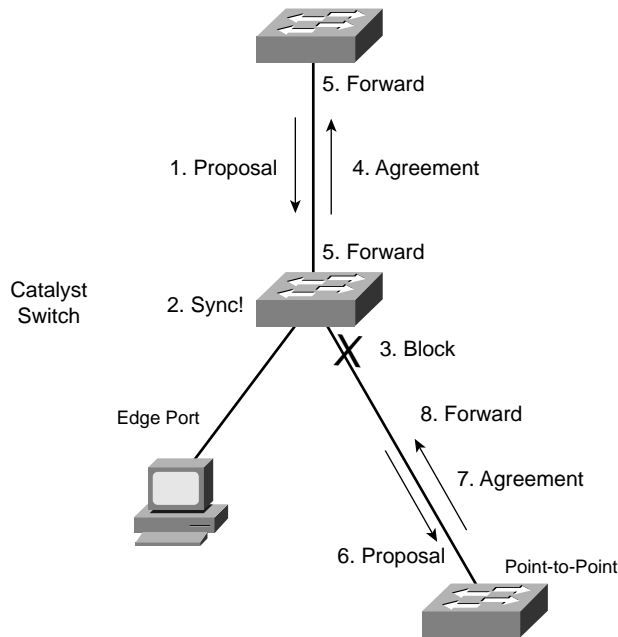 5. Forward
1. Proposal
4. Agreement
5. Forward
Catalyst
Switch
2. Sync!
3. Block
Edge Port
8. Forward
7. Agreement
6. Proposal
Point-to-Point